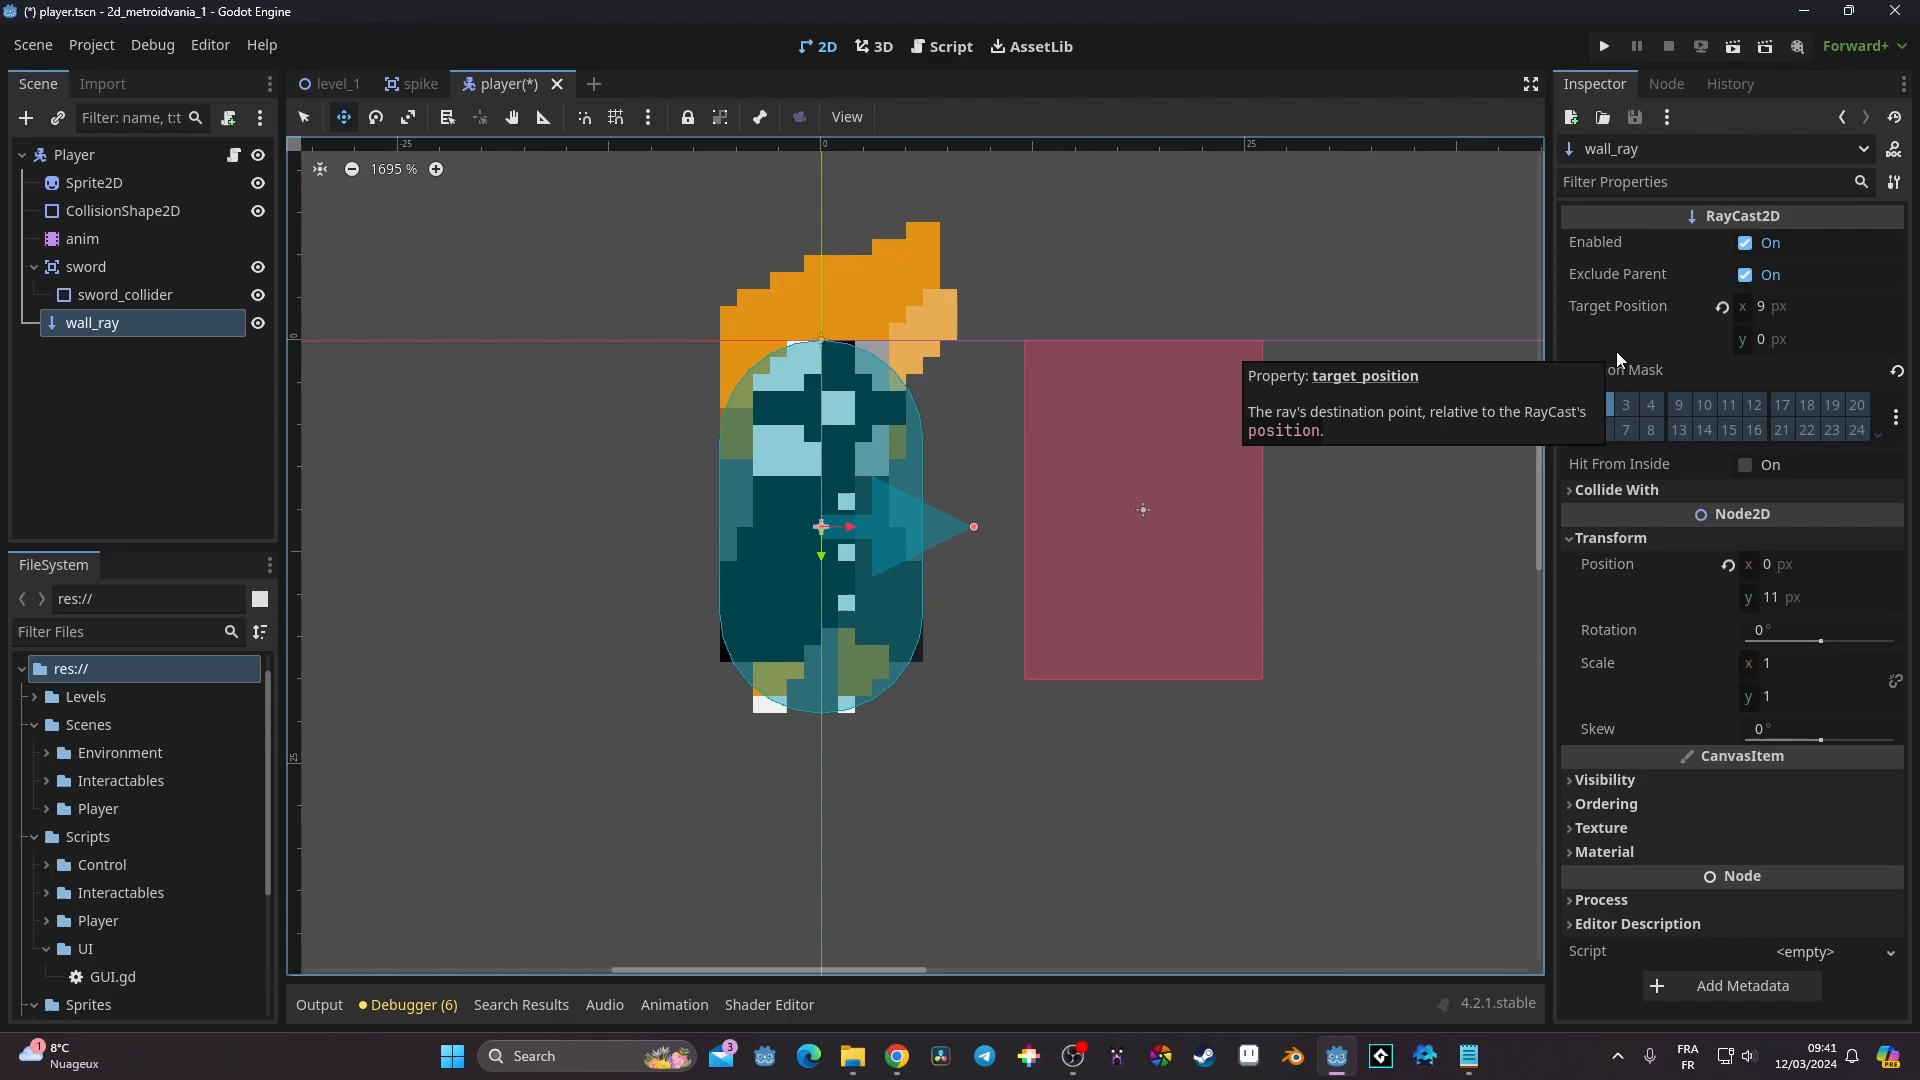 (*) player.tscn - 2d_metroidvania_1 - Godot Engine
Scene Project Debug Editor Help
2D 3D Script AssetLib
Forward+
Scene Import
level_1 spike player(*)
Inspector Node History
Filter: name, t:t
View
wall_ray
Filter Properties
1695 %
-25 0 25
0
25
Player
Sprite2D
CollisionShape2D
anim
sword
sword_collider
wall_ray
RayCast2D
Enabled On
Exclude Parent On
Target Position x 9 px
y 0 px
on Mask
3 4 9 10 11 12 17 18 19 20
7 8 13 14 15 16 21 22 23 24
Property: target_position
The ray's destination point, relative to the RayCast's
position.
Hit From Inside On
Collide With
Node2D
Transform
Position x 0 px
y 11 px
Rotation 0 °
Scale x 1
y 1
Skew 0 °
CanvasItem
Visibility
Ordering
Texture
Material
Node
Process
Editor Description
Script <empty>
Add Metadata
FileSystem
res://
Filter Files
res://
Levels
Scenes
Environment
Interactables
Player
Scripts
Control
Interactables
Player
UI
GUI.gd
Sprites
Output Debugger (6) Search Results Audio Animation Shader Editor
4.2.1.stable
1
8°C
Nuageux
Search
3
FRA
FR
09:41
12/03/2024
PRE